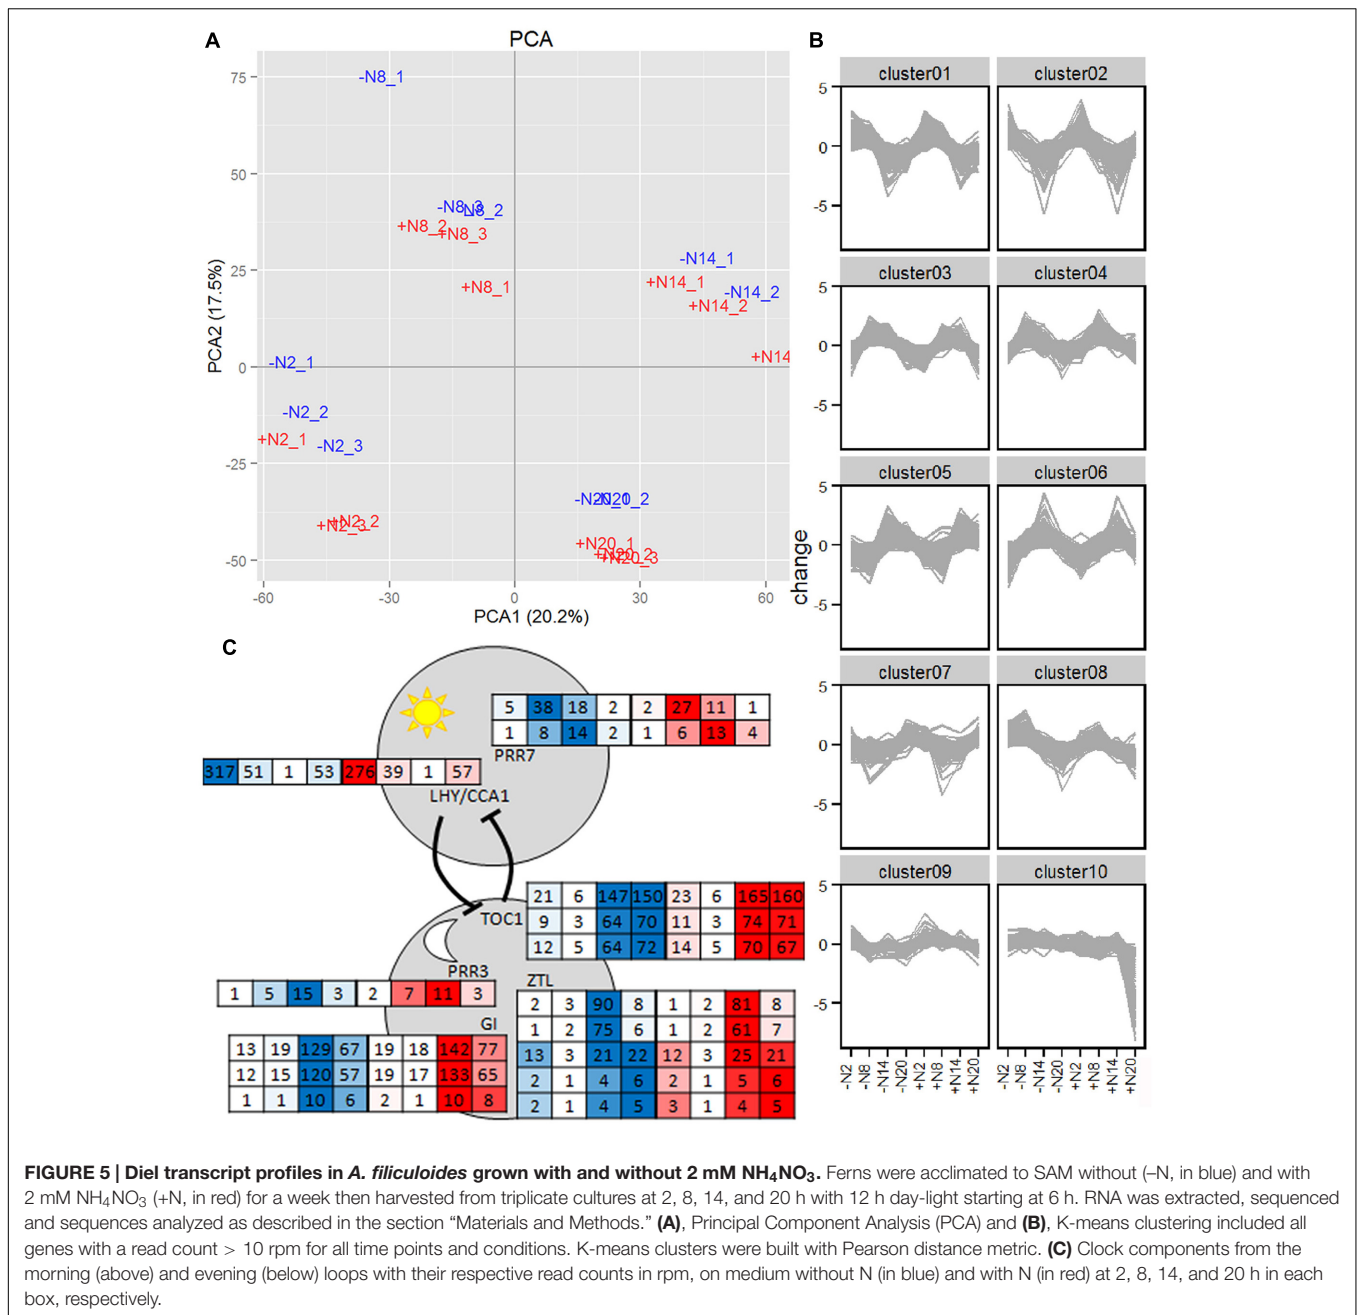 A
PCA
75
50
25
0
-25
-50
-60
-30
0
30
60
PCA2 (17.5%)
PCA1 (20.2%)
-N8_1
-N8_3
-N8_2
+N8_2
+N8_3
+N8_1
-N14_1
+N14_1
-N14_2
+N14_2
+N14
-N2_1
-N2_2
+N2_1
-N2_3
+N2_2
+N2_3
-N20_1
-N20_2
+N20_1
+N20_2
+N20_3
B
cluster01 cluster02
5
0
-5
cluster03 cluster04
5
0
-5
cluster05 cluster06
5
0
-5
change
cluster07 cluster08
5
0
-5
cluster09 cluster10
5
0
-5
-N2 -N8 -N14 -N20 +N2 +N8 +N14 +N20
-N2 -N8 -N14 -N20 +N2 +N8 +N14 +N20
C
5 38 18 2 2 27 11 1
1 8 14 2 1 6 13 4
PRR7
317 51 1 53 276 39 1 57
LHY/CCA1
TOC1
21 6 147 150 23 6 165 160
9 3 64 70 11 3 74 71
12 5 64 72 14 5 70 67
PRR3
1 5 15 3 2 7 11 3
ZTL
2 3 90 8 1 2 81 8
1 2 75 6 1 2 61 7
13 3 21 22 12 3 25 21
2 1 4 6 2 1 5 6
2 1 4 5 3 1 4 5
GI
13 19 129 67 19 18 142 77
12 15 120 57 19 17 133 65
1 1 10 6 2 1 10 8
FIGURE 5 | Diel transcript profiles in A. filiculoides grown with and without 2 mM NH₄NO₃. Ferns were acclimated to SAM without (–N, in blue) and with
2 mM NH₄NO₃ (+N, in red) for a week then harvested from triplicate cultures at 2, 8, 14, and 20 h with 12 h day-light starting at 6 h. RNA was extracted, sequenced
and sequences analyzed as described in the section “Materials and Methods.” (A), Principal Component Analysis (PCA) and (B), K-means clustering included all
genes with a read count > 10 rpm for all time points and conditions. K-means clusters were built with Pearson distance metric. (C) Clock components from the
morning (above) and evening (below) loops with their respective read counts in rpm, on medium without N (in blue) and with N (in red) at 2, 8, 14, and 20 h in each
box, respectively.